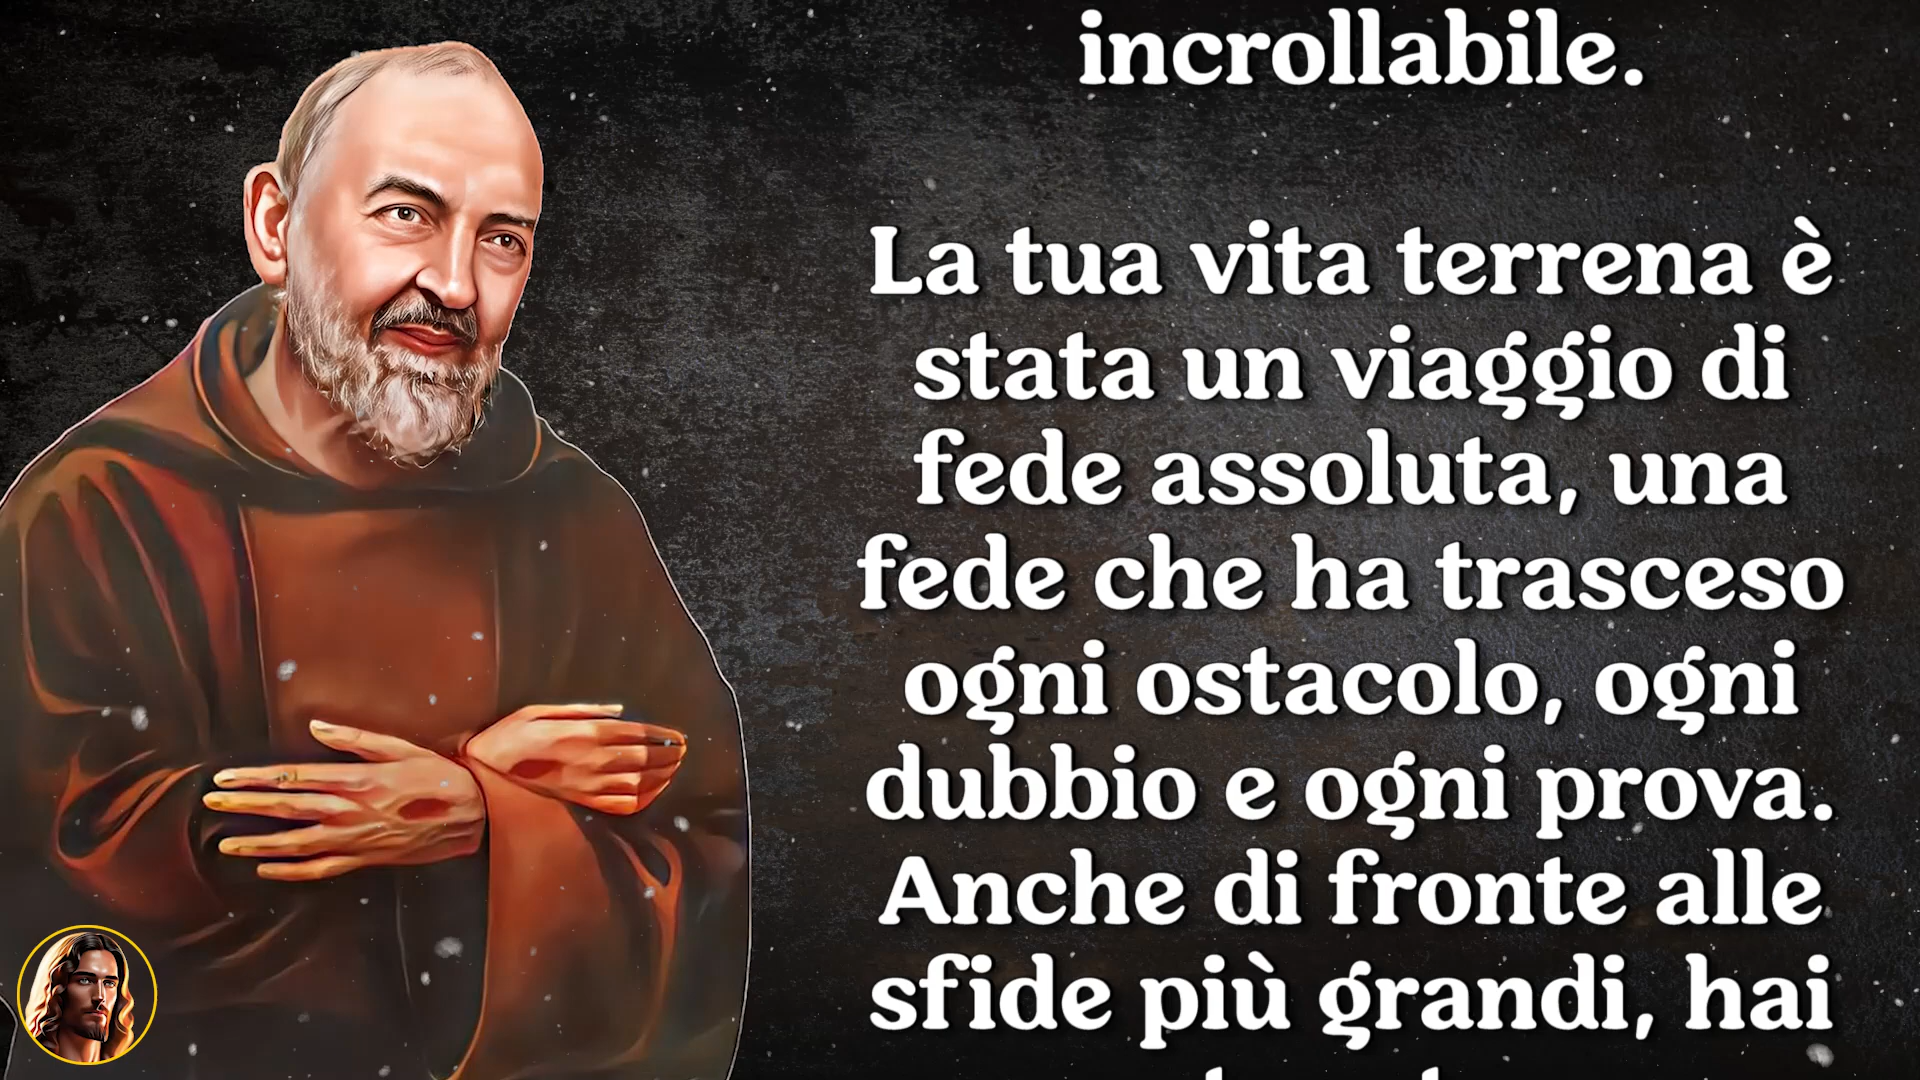 incrollabile.
La tua vita terrena è
stata un viaggio di
fede assoluta, una
fede che ha trasceso
ogni ostacolo, ogni
dubbio e ogni prova.
Anche di fronte alle
sfide più grandi, hai